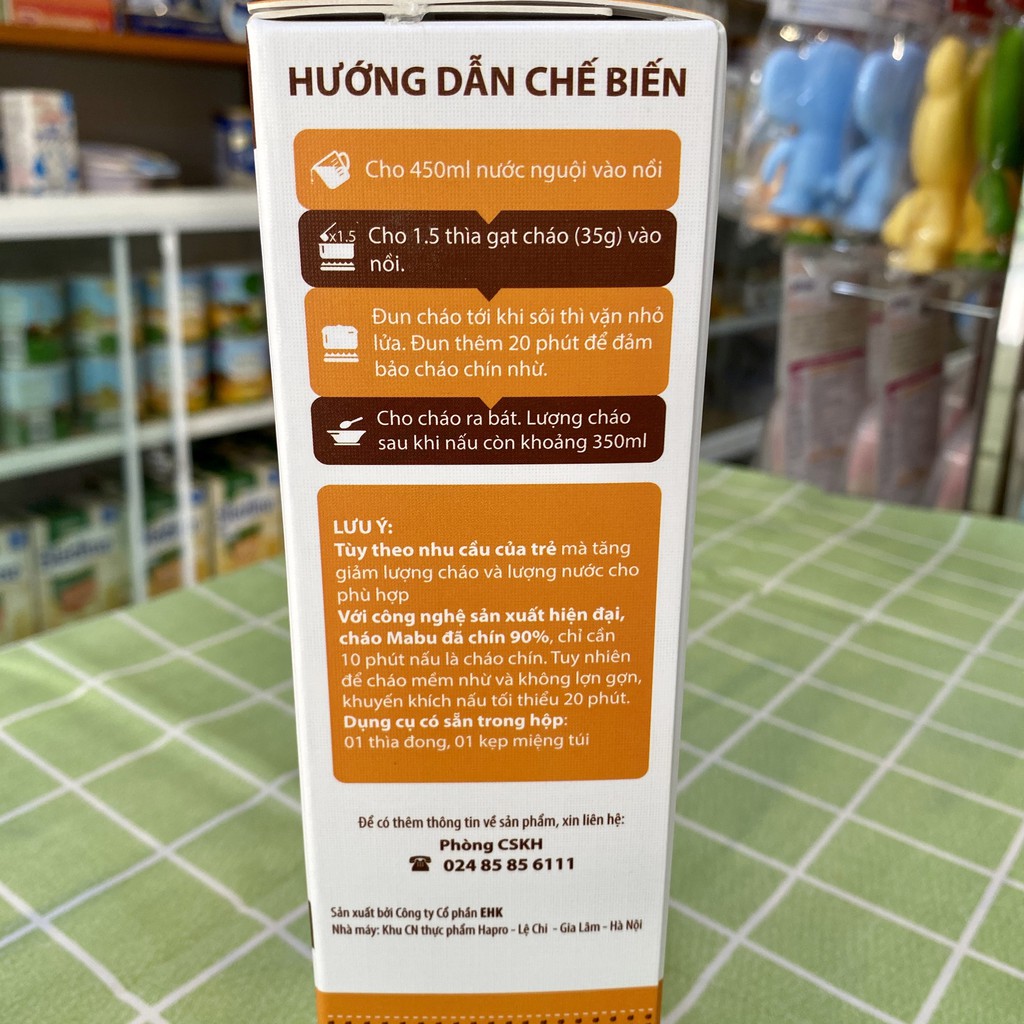 HƯỚNG DẪN CHẾ BIẾN
Cho 450ml nước nguội vào nồi
x1.5
Cho 1.5 thìa gạt cháo (35g) vào
nồi.
Đun cháo tới khi sôi thì vặn nhỏ
lửa. Đun thêm 20 phút để đảm
bảo cháo chín nhừ.
Cho cháo ra bát. Lượng cháo
sau khi nấu còn khoảng 350ml
LƯU Ý:
Tùy theo nhu cầu của trẻ mà tăng
giảm lượng cháo và lượng nước cho
phù hợp
Với công nghệ sản xuất hiện đại,
cháo Mabu đã chín 90%, chỉ cần
10 phút nấu là cháo chín. Tuy nhiên
để cháo mềm nhừ và không lợn gợn,
khuyến khích nấu tối thiểu 20 phút.
Dụng cụ có sẵn trong hộp:
01 thìa đong, 01 kẹp miệng túi
Để có thêm thông tin về sản phẩm, xin liên hệ:
Phòng CSKH
024 85 85 6111
Sản xuất bởi Công ty Cổ phần EHK
Nhà máy: Khu CN thực phẩm Hapro - Lệ Chi - Gia Lâm - Hà Nội